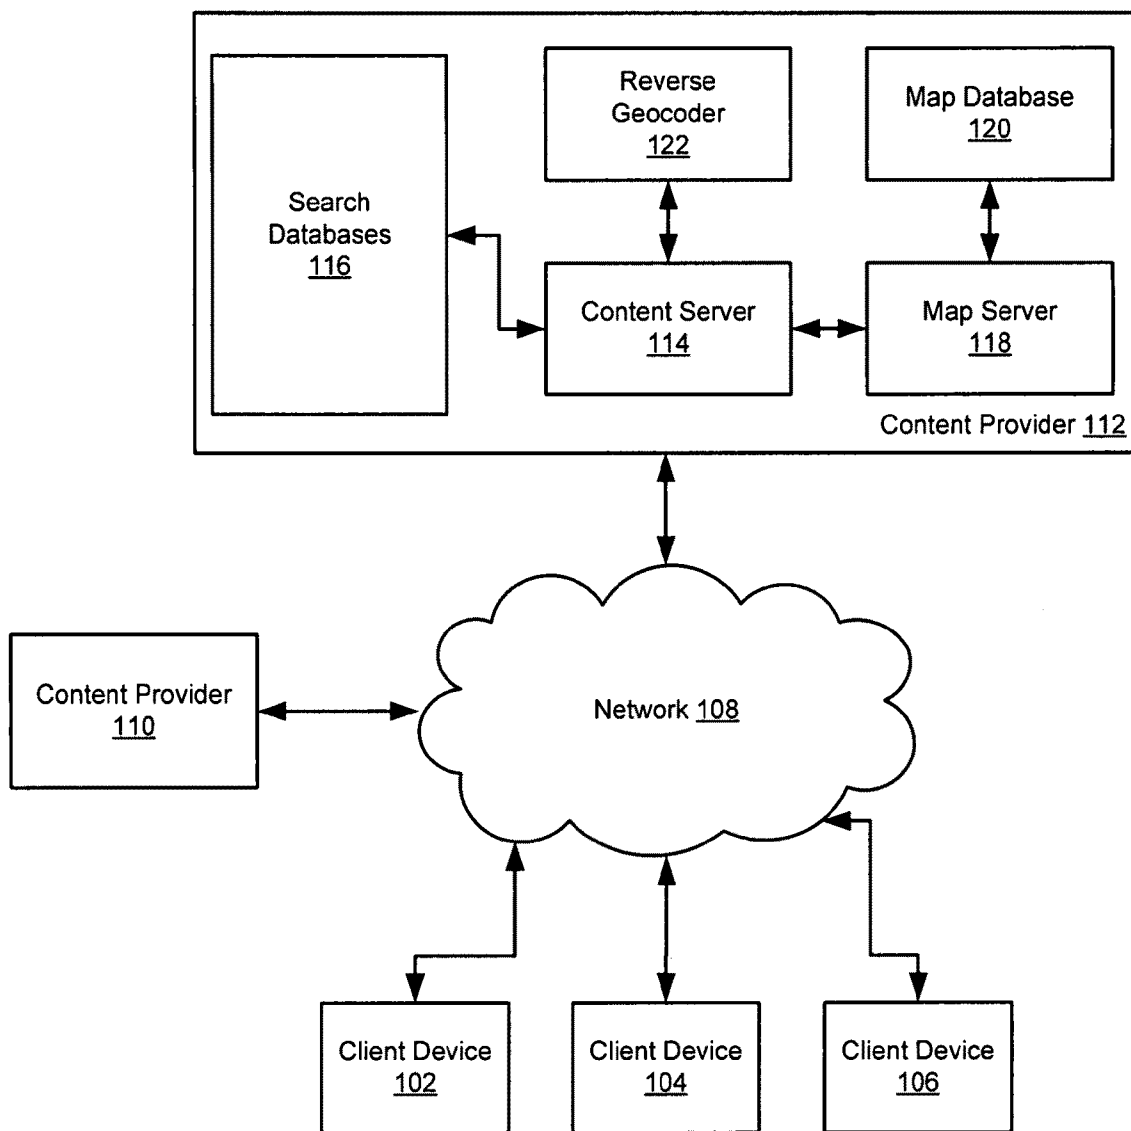 Search
Databases
116
Reverse
Geocoder
122
Map Database
120
Content Server
114
Map Server
118
Content Provider 112
Content Provider
110
Network 108
Client Device
102
Client Device
104
Client Device
106